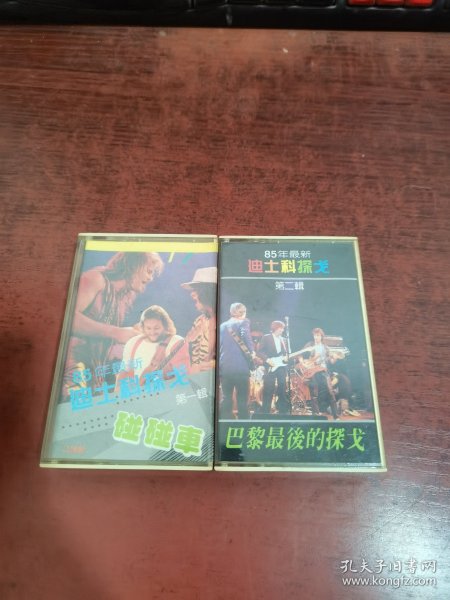 85年最新
迪士科探戈
第一輯
碰碰車
85年最新
迪士科探戈
第二輯
巴黎最後的探戈
孔夫子旧书网
www.kongfz.com